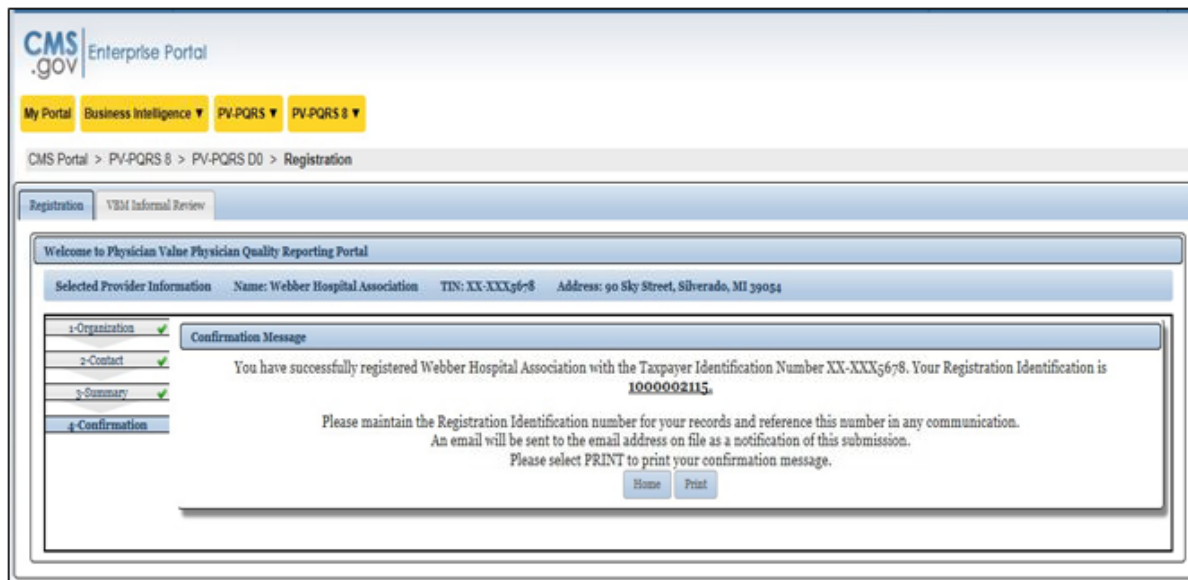 CMS
.gov
Enterprise Portal
My Portal Business Intelligence ▼ PV-PQRS ▼ PV-PQRS 8 ▼
CMS Portal > PV-PQRS 8 > PV-PQRS D0 > Registration
Registration VBM Informal Review
Welcome to Physician Value Physician Quality Reporting Portal
Selected Provider Information Name: Webber Hospital Association TIN: XX-XXX5678 Address: 90 Sky Street, Silverado, MI 39054
1-Organization
2-Contact
3-Summary
4-Confirmation
Confirmation Message
You have successfully registered Webber Hospital Association with the Taxpayer Identification Number XX-XXX5678. Your Registration Identification is
1000002115.
Please maintain the Registration Identification number for your records and reference this number in any communication.
An email will be sent to the email address on file as a notification of this submission.
Please select PRINT to print your confirmation message.
Home Print